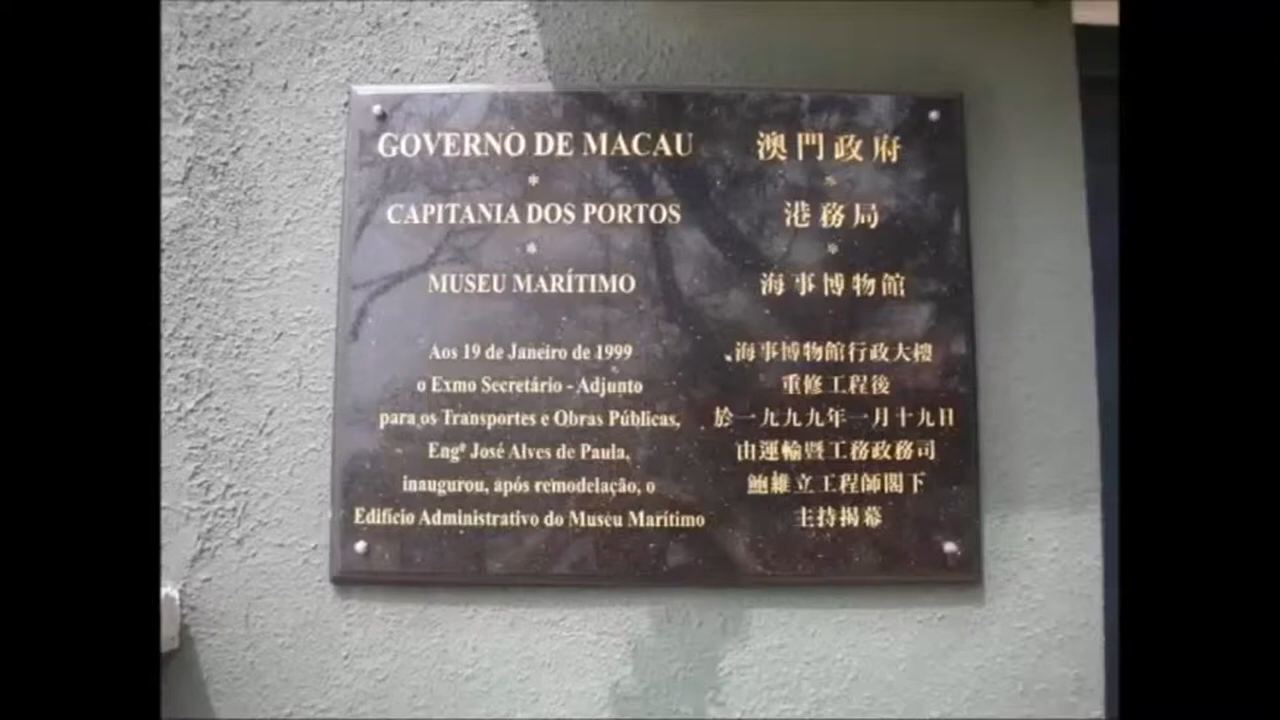 GOVERNO DE MACAU
*
CAPITANIA DOS PORTOS
*
MUSEU MARÍTIMO
Aos 19 de Janeiro de 1999
o Exmo Secretário - Adjunto
para os Transportes e Obras Públicas,
Engº José Alves de Paula,
inaugurou, após remodelação, o
Edifício Administrativo do Museu Marítimo
澳門政府
*
港務局
*
海事博物館
海事博物館行政大樓
重修工程後
於一九九九年一月十九日
由運輸暨工務政務司
鮑維立工程師閣下
主持揭幕